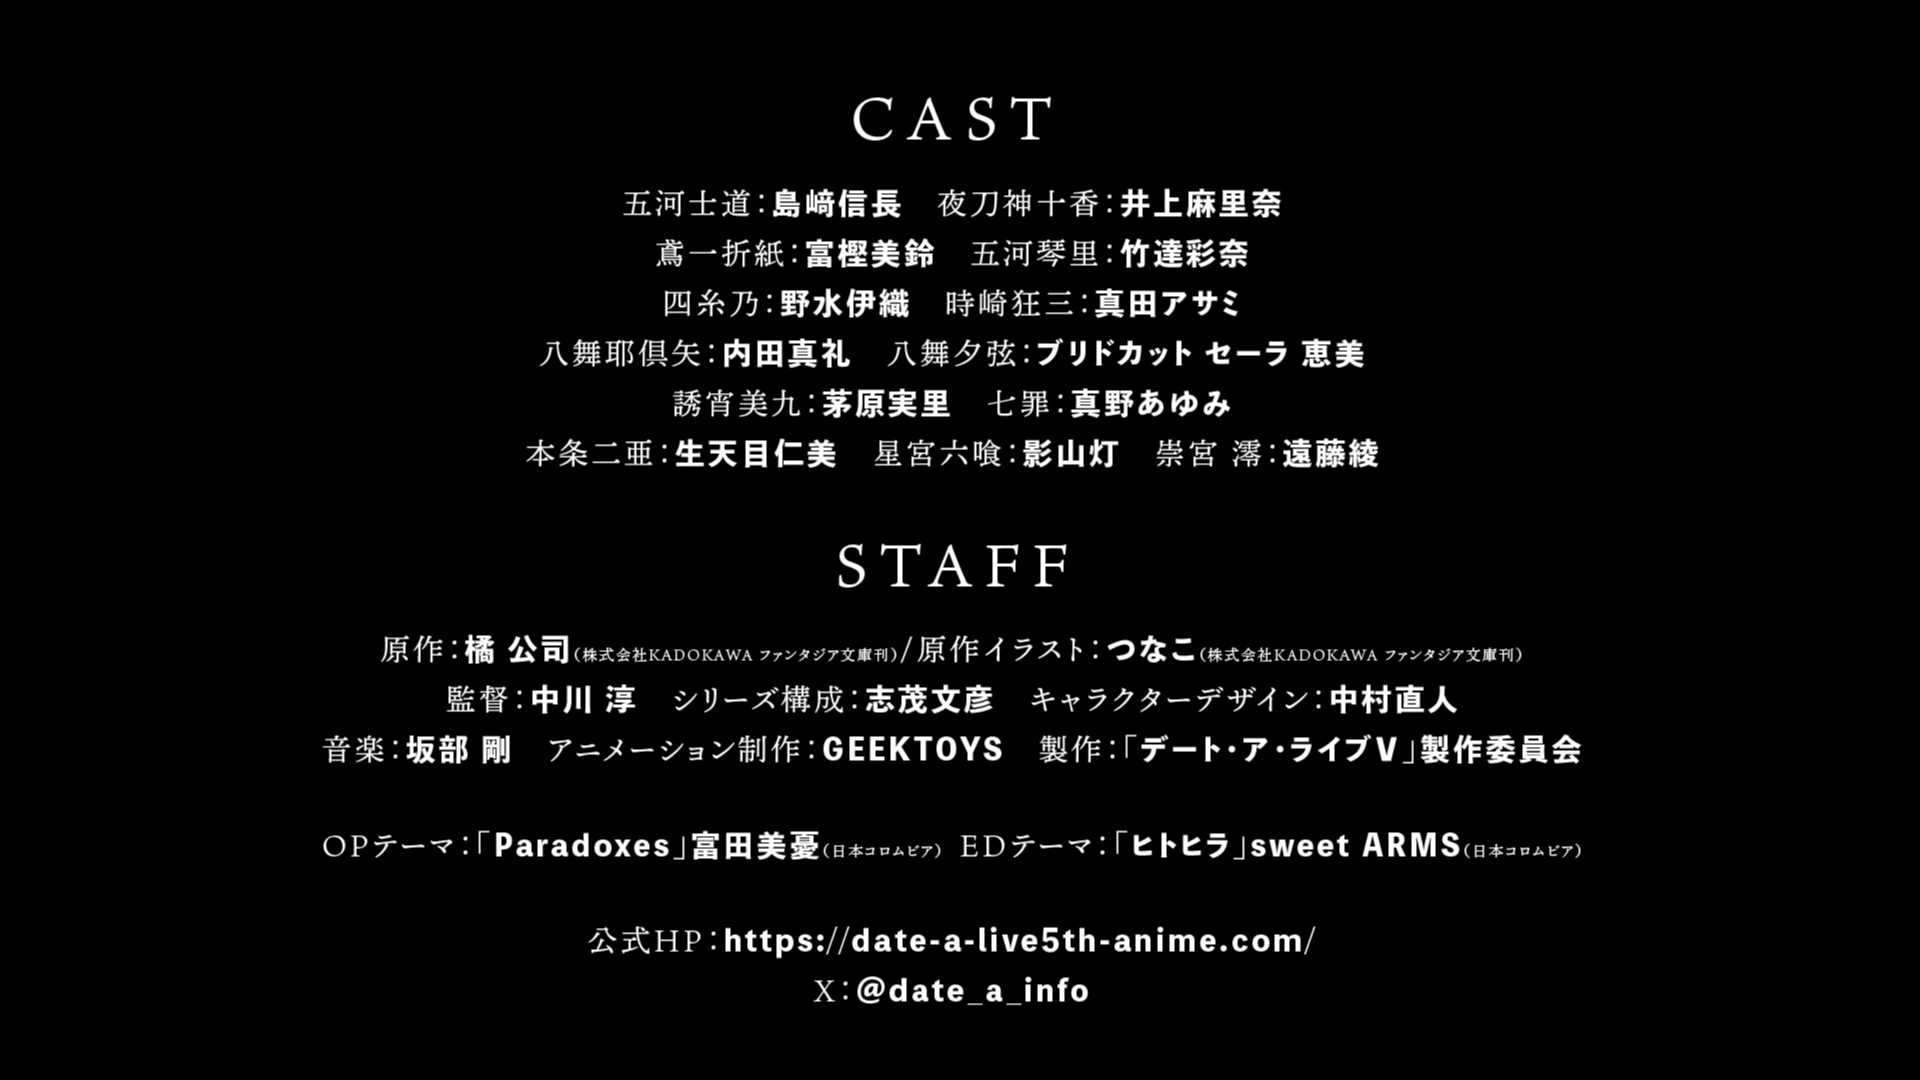 CAST
五河士道：島﨑信長　夜刀神十香：井上麻里奈
鳶一折紙：富樫美鈴　五河琴里：竹達彩奈
四糸乃：野水伊織　時崎狂三：真田アサミ
八舞耶倶矢：内田真礼　八舞夕弦：ブリドカット セーラ 恵美
誘宵美九：茅原実里　七罪：真野あゆみ
本条二亜：生天目仁美　星宮六喰：影山灯　崇宮 澪：遠藤綾
STAFF
原作：橘 公司（株式会社KADOKAWA ファンタジア文庫刊）/原作イラスト：つなこ（株式会社KADOKAWA ファンタジア文庫刊）
監督：中川 淳　シリーズ構成：志茂文彦　キャラクターデザイン：中村直人
音楽：坂部 剛　アニメーション制作：GEEKTOYS　製作：「デート・ア・ライブⅤ」製作委員会
OPテーマ：「Paradoxes」富田美憂（日本コロムビア）　EDテーマ：「ヒトヒラ」sweet ARMS（日本コロムビア）
公式HP：https://date-a-live5th-anime.com/
X：@date_a_info